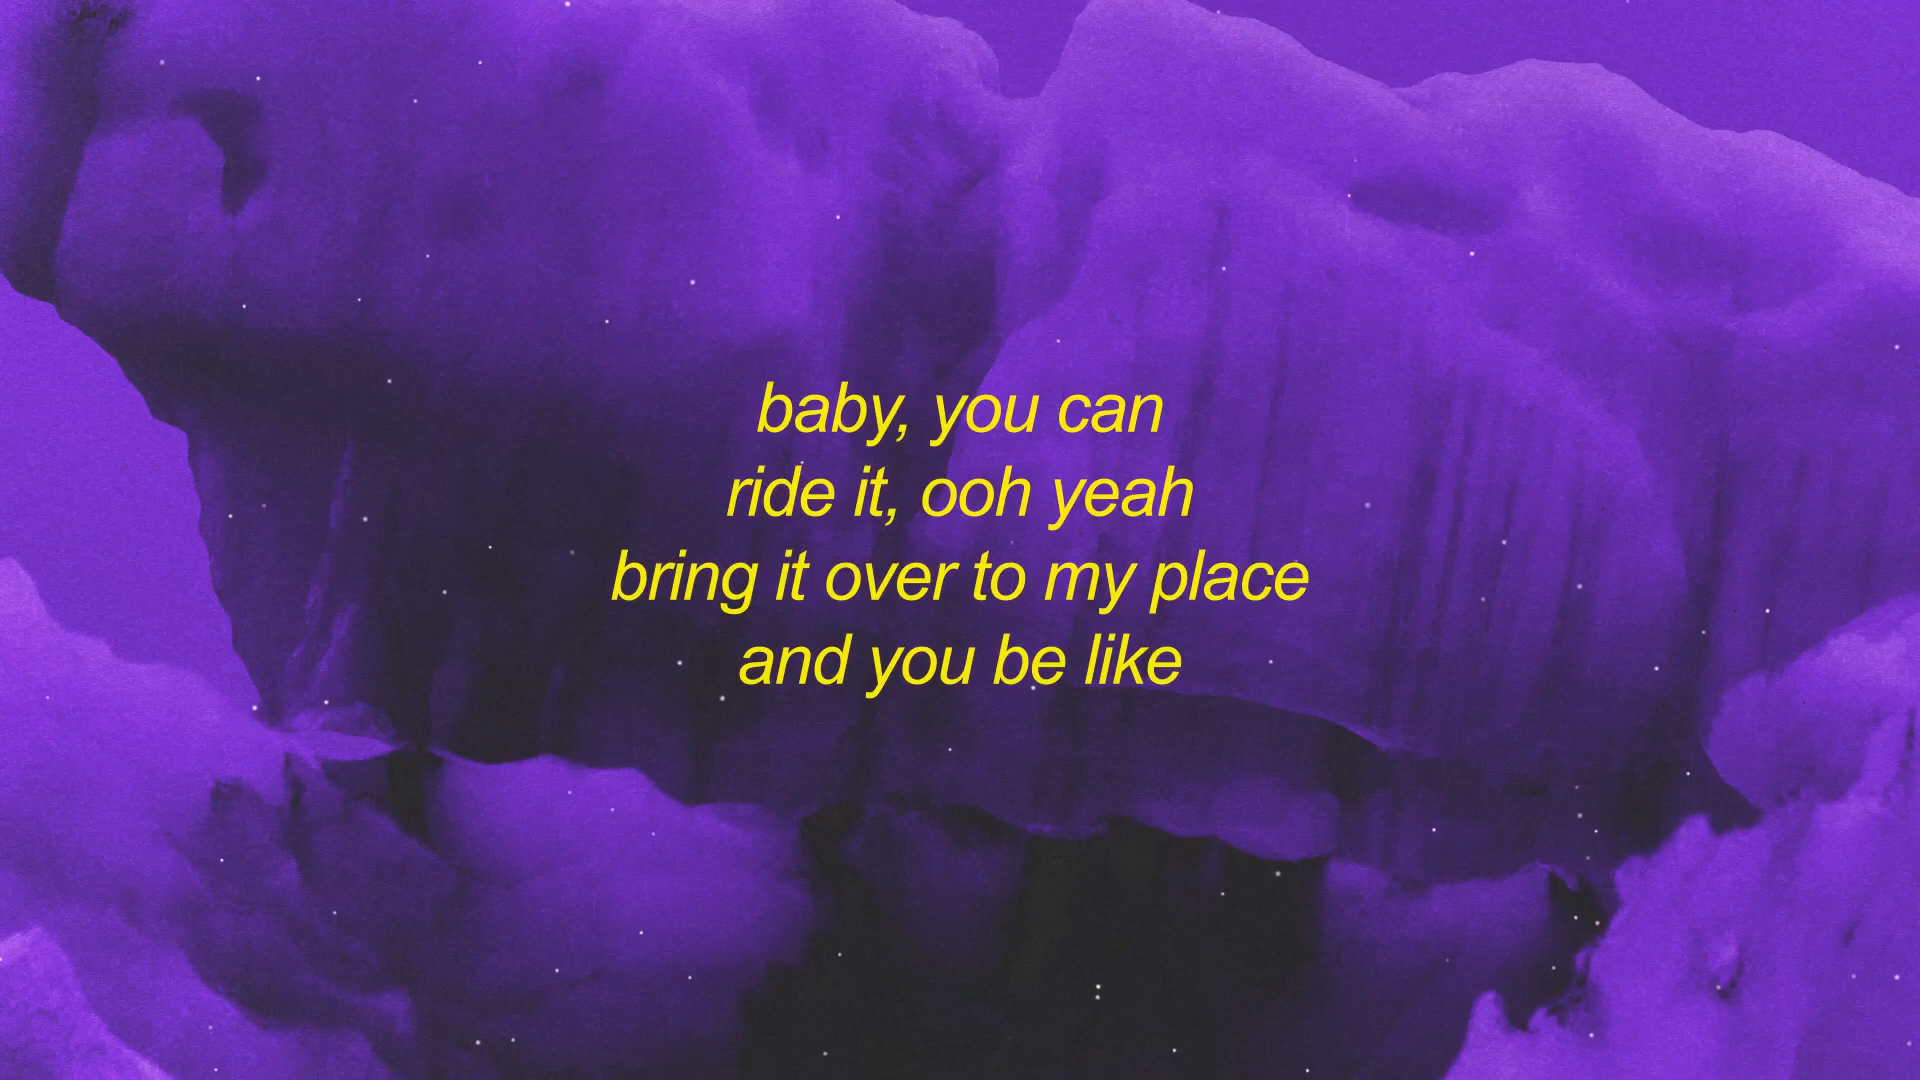 baby, you can
ride it, ooh yeah
bring it over to my place
and you be like